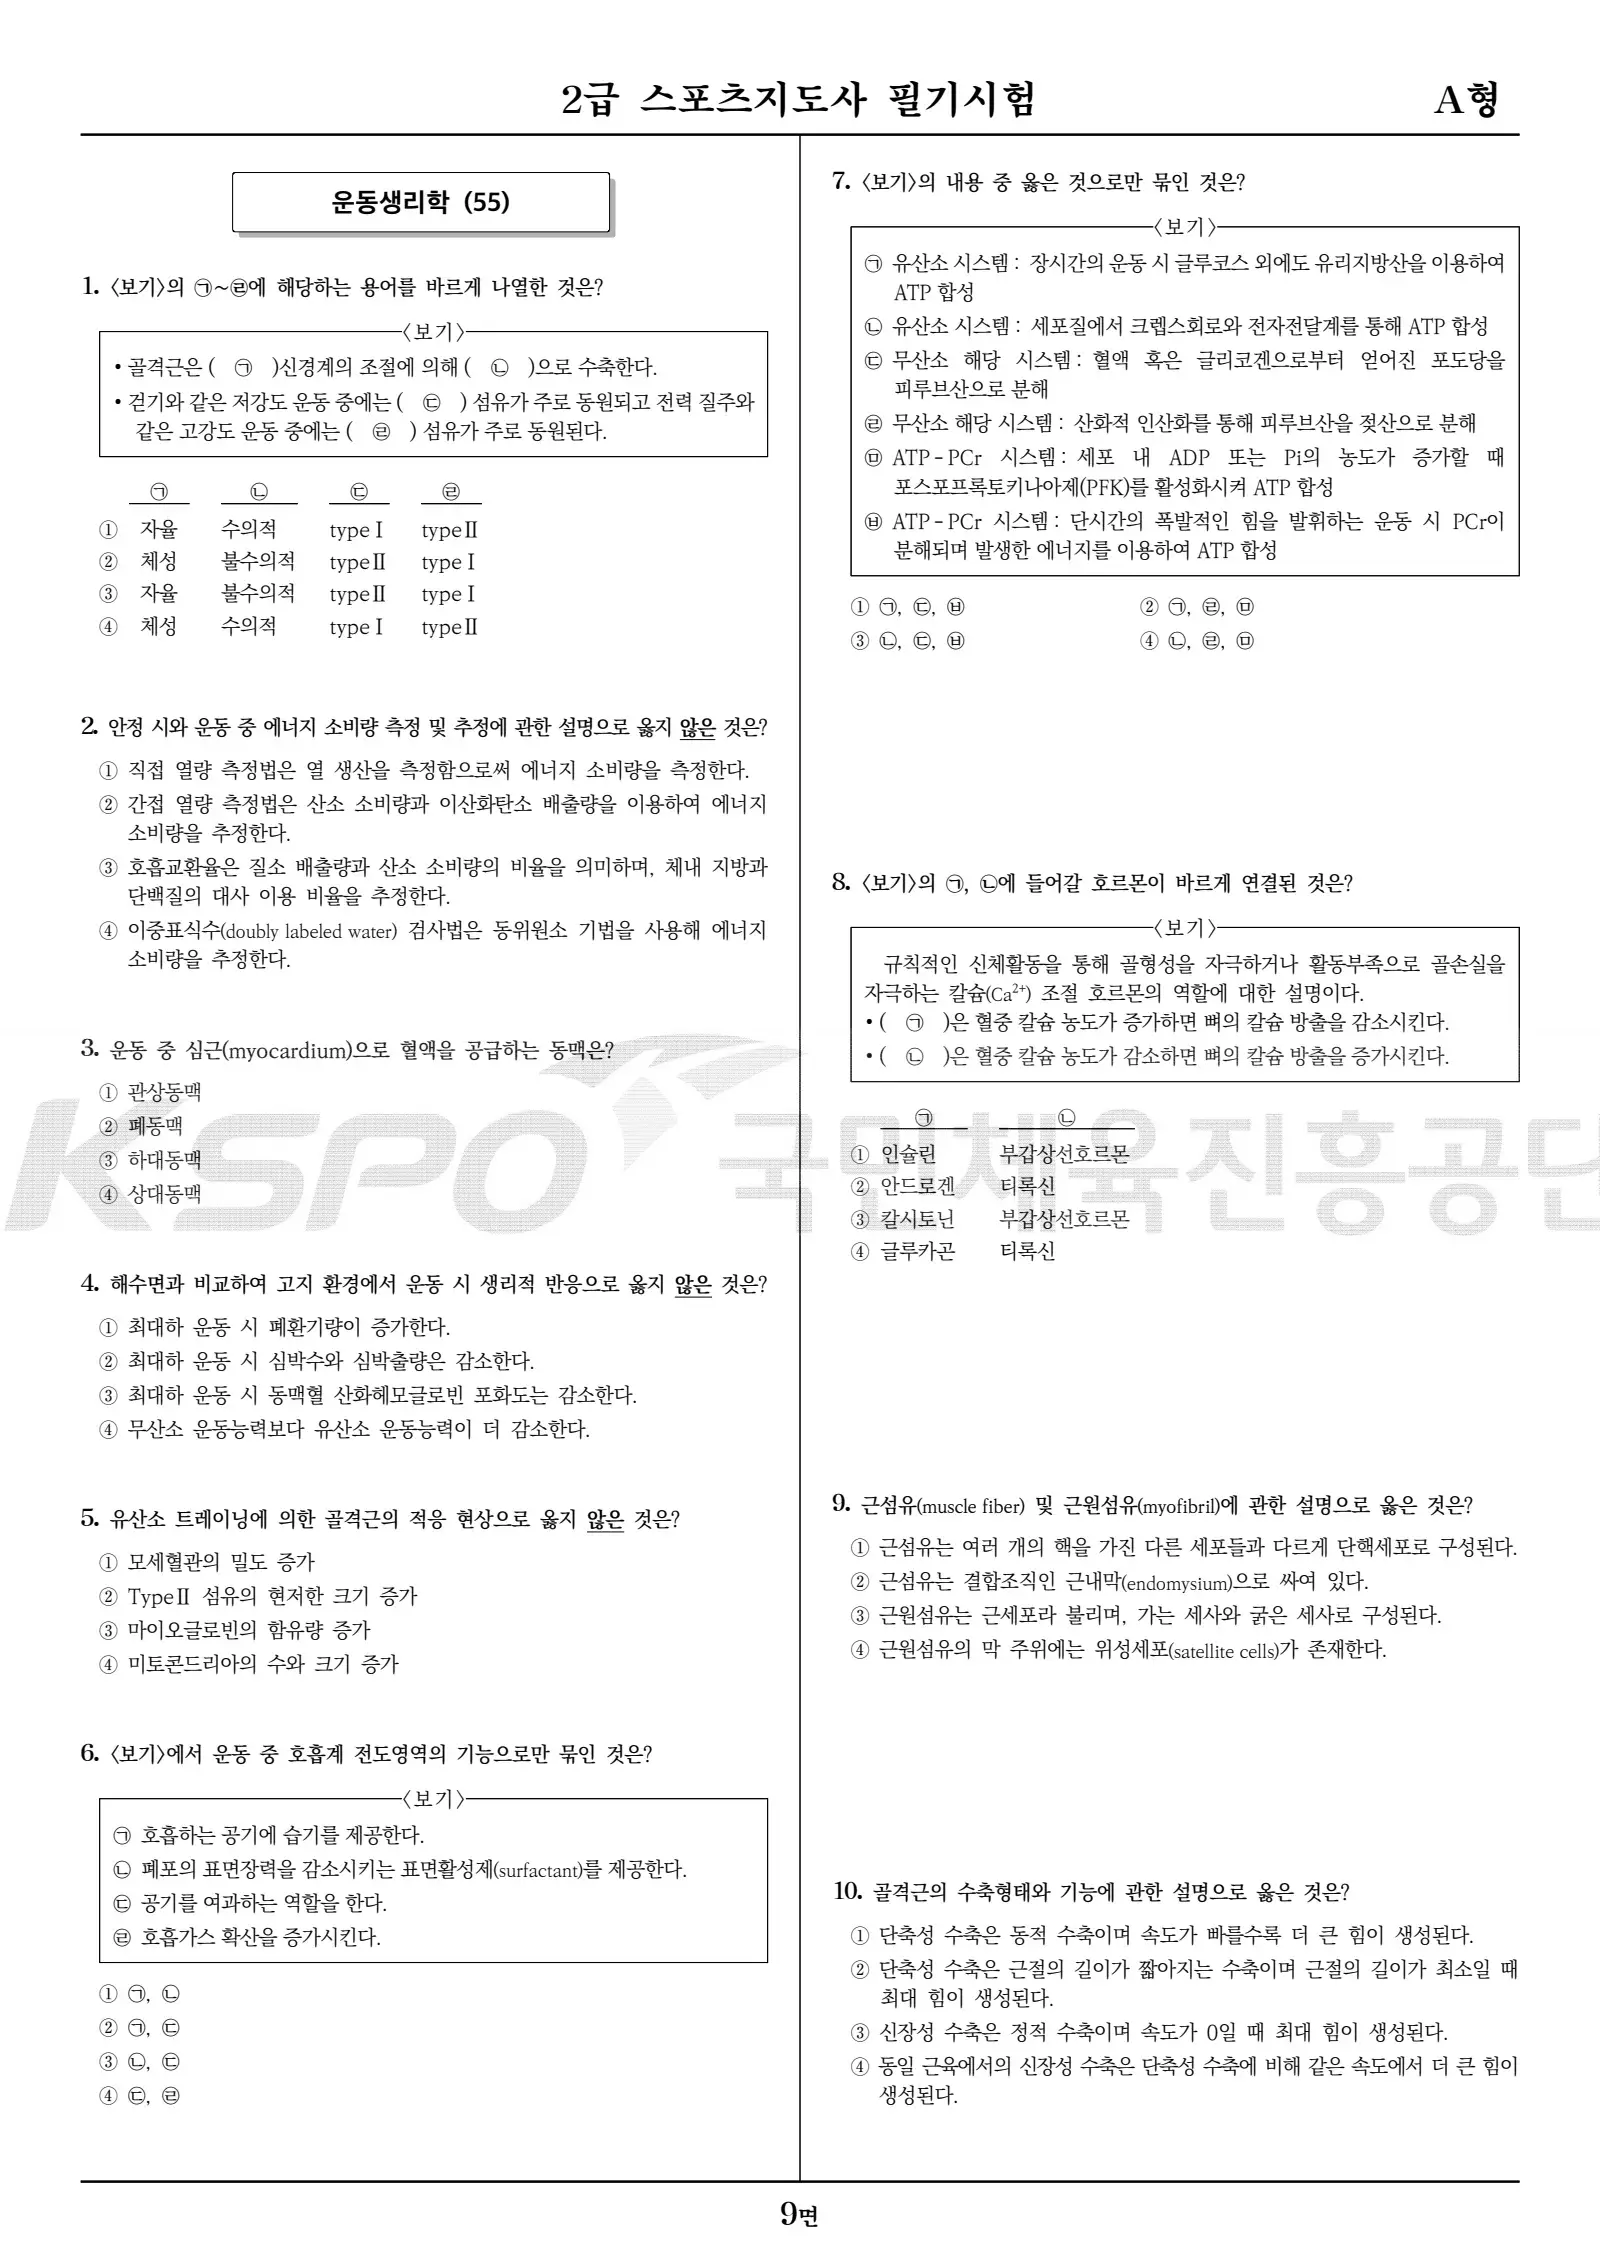 2급 스포츠지도사 필기시험
A형
운동생리학 (55)
1. 〈보기〉의 ㉠~㉣에 해당하는 용어를 바르게 나열한 것은?
〈보기〉
• 골격근은 ( ㉠ )신경계의 조절에 의해 ( ㉡ )으로 수축한다.
• 걷기와 같은 저강도 운동 중에는 ( ㉢ ) 섬유가 주로 동원되고 전력 질주와
같은 고강도 운동 중에는 ( ㉣ ) 섬유가 주로 동원된다.
㉠ ㉡ ㉢ ㉣
① 자율 수의적 typeⅠ typeⅡ
② 체성 불수의적 typeⅡ typeⅠ
③ 자율 불수의적 typeⅡ typeⅠ
④ 체성 수의적 typeⅠ typeⅡ
2. 안정 시와 운동 중 에너지 소비량 측정 및 추정에 관한 설명으로 옳지 않은 것은?
① 직접 열량 측정법은 열 생산을 측정함으로써 에너지 소비량을 측정한다.
② 간접 열량 측정법은 산소 소비량과 이산화탄소 배출량을 이용하여 에너지
소비량을 추정한다.
③ 호흡교환율은 질소 배출량과 산소 소비량의 비율을 의미하며, 체내 지방과
단백질의 대사 이용 비율을 추정한다.
④ 이중표식수(doubly labeled water) 검사법은 동위원소 기법을 사용해 에너지
소비량을 추정한다.
3. 운동 중 심근(myocardium)으로 혈액을 공급하는 동맥은?
① 관상동맥
② 폐동맥
③ 하대동맥
④ 상대동맥
4. 해수면과 비교하여 고지 환경에서 운동 시 생리적 반응으로 옳지 않은 것은?
① 최대하 운동 시 폐환기량이 증가한다.
② 최대하 운동 시 심박수와 심박출량은 감소한다.
③ 최대하 운동 시 동맥혈 산화헤모글로빈 포화도는 감소한다.
④ 무산소 운동능력보다 유산소 운동능력이 더 감소한다.
5. 유산소 트레이닝에 의한 골격근의 적응 현상으로 옳지 않은 것은?
① 모세혈관의 밀도 증가
② TypeⅡ 섬유의 현저한 크기 증가
③ 마이오글로빈의 함유량 증가
④ 미토콘드리아의 수와 크기 증가
6. 〈보기〉에서 운동 중 호흡계 전도영역의 기능으로만 묶인 것은?
〈보기〉
㉠ 호흡하는 공기에 습기를 제공한다.
㉡ 폐포의 표면장력을 감소시키는 표면활성제(surfactant)를 제공한다.
㉢ 공기를 여과하는 역할을 한다.
㉣ 호흡가스 확산을 증가시킨다.
① ㉠, ㉡
② ㉠, ㉢
③ ㉡, ㉢
④ ㉢, ㉣
7. 〈보기〉의 내용 중 옳은 것으로만 묶인 것은?
〈보기〉
㉠ 유산소 시스템 : 장시간의 운동 시 글루코스 외에도 유리지방산을 이용하여
ATP 합성
㉡ 유산소 시스템 : 세포질에서 크렙스회로와 전자전달계를 통해 ATP 합성
㉢ 무산소 해당 시스템 : 혈액 혹은 글리코겐으로부터 얻어진 포도당을
피루브산으로 분해
㉣ 무산소 해당 시스템 : 산화적 인산화를 통해 피루브산을 젖산으로 분해
㉤ ATP-PCr 시스템 : 세포 내 ADP 또는 Pi의 농도가 증가할 때
포스포프록토키나아제(PFK)를 활성화시켜 ATP 합성
㉥ ATP-PCr 시스템 : 단시간의 폭발적인 힘을 발휘하는 운동 시 PCr이
분해되며 발생한 에너지를 이용하여 ATP 합성
① ㉠, ㉢, ㉥ ② ㉠, ㉣, ㉤
③ ㉡, ㉢, ㉥ ④ ㉡, ㉣, ㉤
8. 〈보기〉의 ㉠, ㉡에 들어갈 호르몬이 바르게 연결된 것은?
〈보기〉
규칙적인 신체활동을 통해 골형성을 자극하거나 활동부족으로 골손실을
자극하는 칼슘(Ca²⁺) 조절 호르몬의 역할에 대한 설명이다.
• ( ㉠ )은 혈중 칼슘 농도가 증가하면 뼈의 칼슘 방출을 감소시킨다.
• ( ㉡ )은 혈중 칼슘 농도가 감소하면 뼈의 칼슘 방출을 증가시킨다.
㉠ ㉡
① 인슐린 부갑상선호르몬
② 안드로겐 티록신
③ 칼시토닌 부갑상선호르몬
④ 글루카곤 티록신
9. 근섬유(muscle fiber) 및 근원섬유(myofibril)에 관한 설명으로 옳은 것은?
① 근섬유는 여러 개의 핵을 가진 다른 세포들과 다르게 단핵세포로 구성된다.
② 근섬유는 결합조직인 근내막(endomysium)으로 싸여 있다.
③ 근원섬유는 근세포라 불리며, 가는 세사와 굵은 세사로 구성된다.
④ 근원섬유의 막 주위에는 위성세포(satellite cells)가 존재한다.
10. 골격근의 수축형태와 기능에 관한 설명으로 옳은 것은?
① 단축성 수축은 동적 수축이며 속도가 빠를수록 더 큰 힘이 생성된다.
② 단축성 수축은 근절의 길이가 짧아지는 수축이며 근절의 길이가 최소일 때
최대 힘이 생성된다.
③ 신장성 수축은 정적 수축이며 속도가 0일 때 최대 힘이 생성된다.
④ 동일 근육에서의 신장성 수축은 단축성 수축에 비해 같은 속도에서 더 큰 힘이
생성된다.
KSPO 국민체육진흥공단
9면